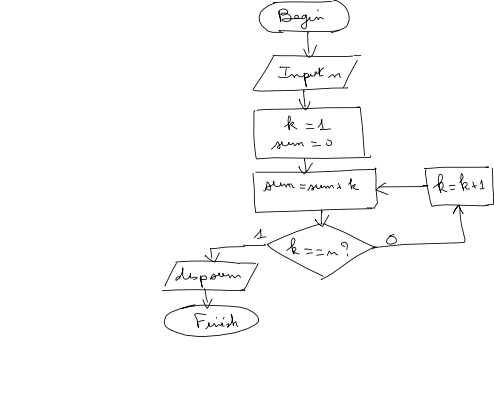 Begin
Input n
k = 1
sum = 0
sum = sum + k
k = k + 1
k == n?
1
0
disp sum
Finish